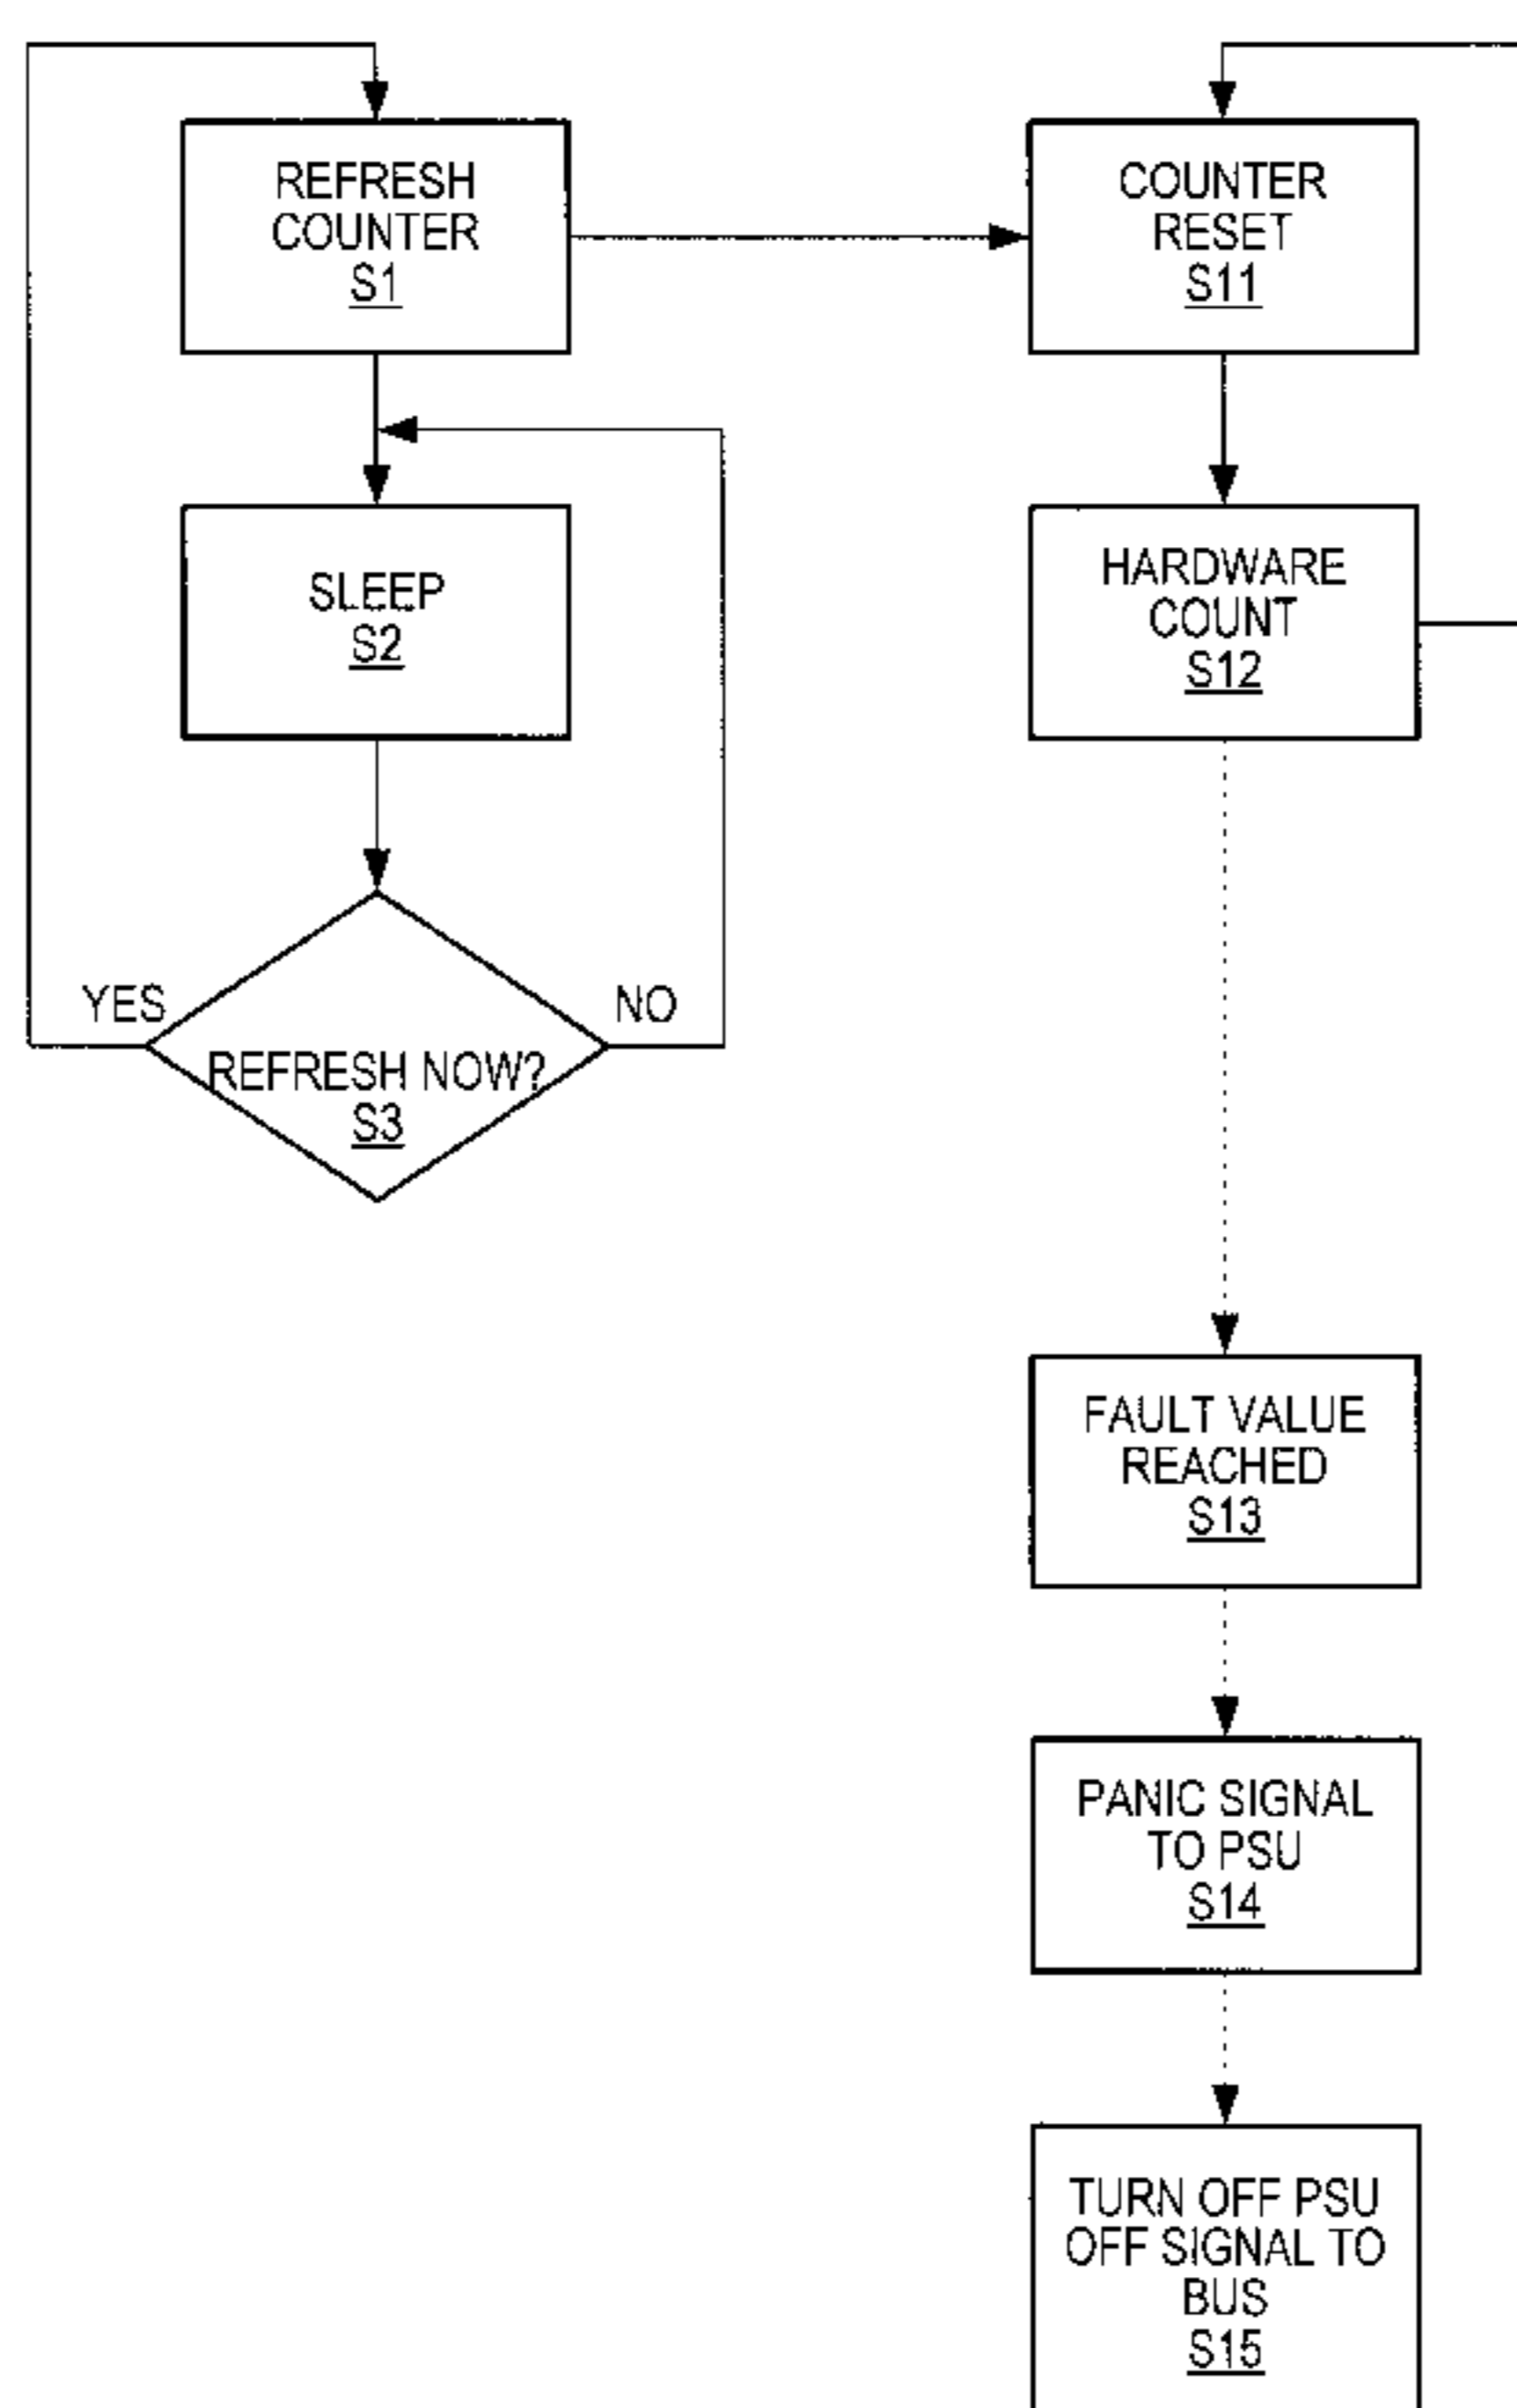 REFRESH
COUNTER
S1
COUNTER
RESET
S11
SLEEP
S2
HARDWARE
COUNT
S12
YES
NO
REFRESH NOW?
S3
FAULT VALUE
REACHED
S13
PANIC SIGNAL
TO PSU
S14
TURN OFF PSU
OFF SIGNAL TO
BUS
S15